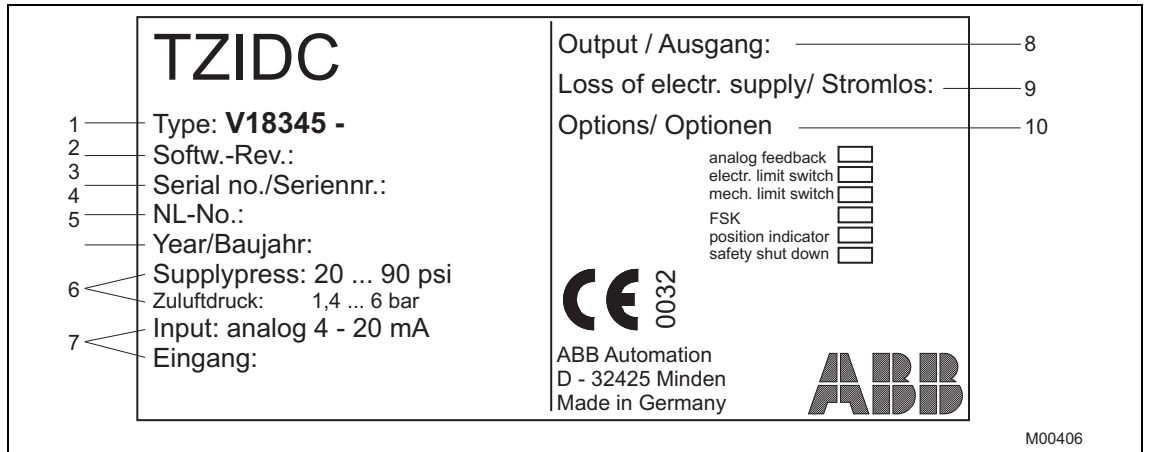 TZIDC
1 Type: V18345 -
2 Softw.-Rev.:
3
4 Serial no./Seriennr.:
5 NL-No.:
Year/Baujahr:
6 Supplypress: 20 ... 90 psi
Zuluftdruck: 1,4 ... 6 bar
7 Input: analog 4 - 20 mA
Eingang:
Output / Ausgang: 8
Loss of electr. supply/ Stromlos: 9
Options/ Optionen 10
analog feedback
electr. limit switch
mech. limit switch
FSK
position indicator
safety shut down
CE 0032
ABB Automation
D - 32425 Minden
Made in Germany
ABB
M00406